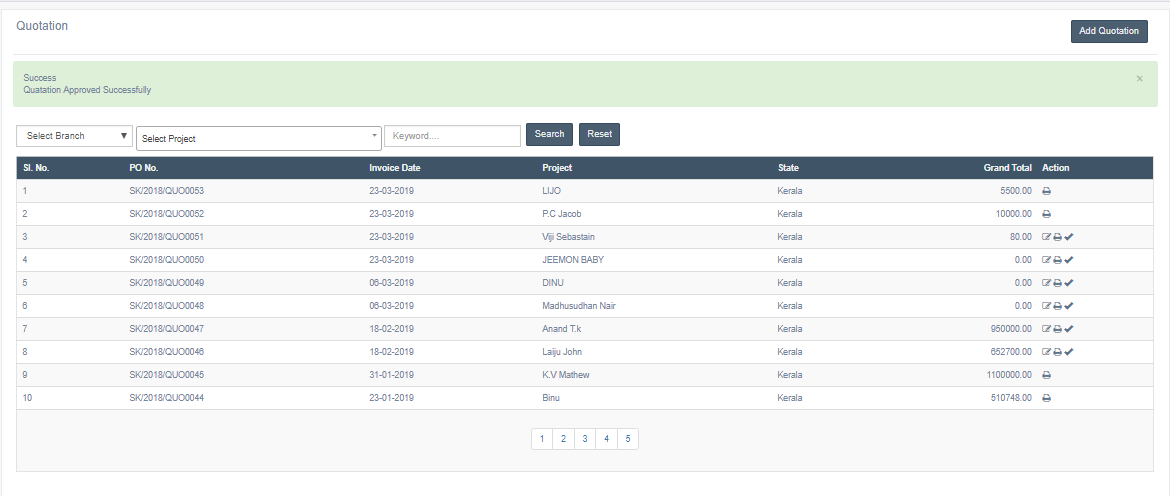 Quotation
Add Quotation
Success
×
Quatation Approved Successfully
Select Branch Select Project Keyword.... Search Reset
Sl. No. PO No. Invoice Date Project State Grand Total Action
1 SK/2018/QUO0053 23-03-2019 LIJO Kerala 5500.00
2 SK/2018/QUO0052 23-03-2019 P.C Jacob Kerala 10000.00
3 SK/2018/QUO0051 23-03-2019 Viji Sebastain Kerala 80.00
4 SK/2018/QUO0050 23-03-2019 JEEMON BABY Kerala 0.00
5 SK/2018/QUO0049 06-03-2019 DINU Kerala 0.00
6 SK/2018/QUO0048 06-03-2019 Madhusudhan Nair Kerala 0.00
7 SK/2018/QUO0047 18-02-2019 Anand T.k Kerala 950000.00
8 SK/2018/QUO0046 18-02-2019 Laiju John Kerala 652700.00
9 SK/2018/QUO0045 31-01-2019 K.V Mathew Kerala 1100000.00
10 SK/2018/QUO0044 23-01-2019 Binu Kerala 510748.00
1 2 3 4 5